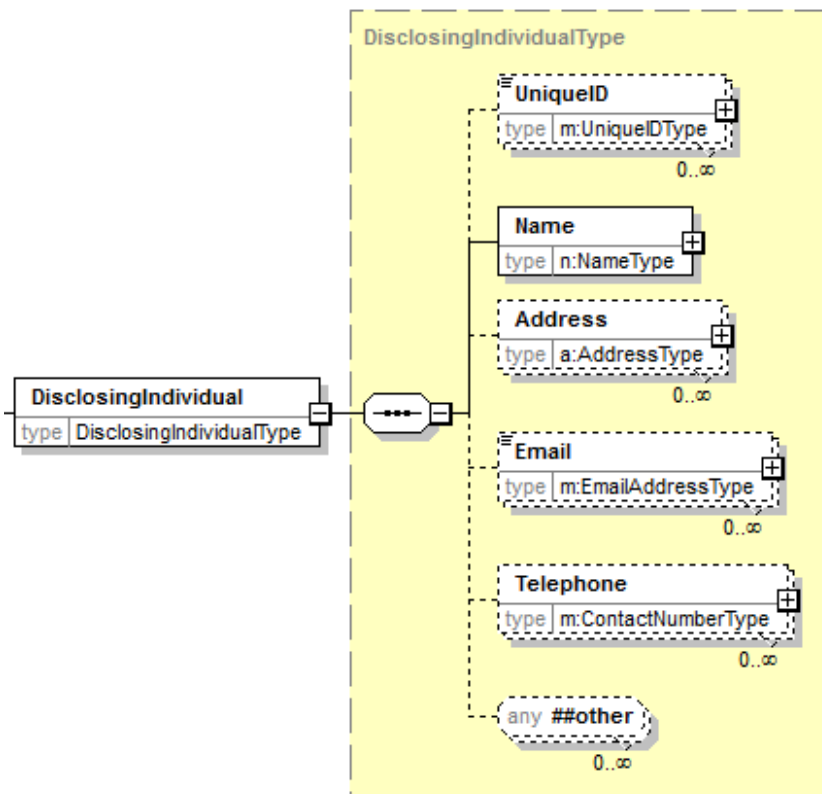 DisclosingIndividualType
UniqueID
type m:UniqueIDType
0..∞
Name
type n:NameType
Address
type a:AddressType
0..∞
DisclosingIndividual
type DisclosingIndividualType
Email
type m:EmailAddressType
0..∞
Telephone
type m:ContactNumberType
0..∞
any ##other
0..∞